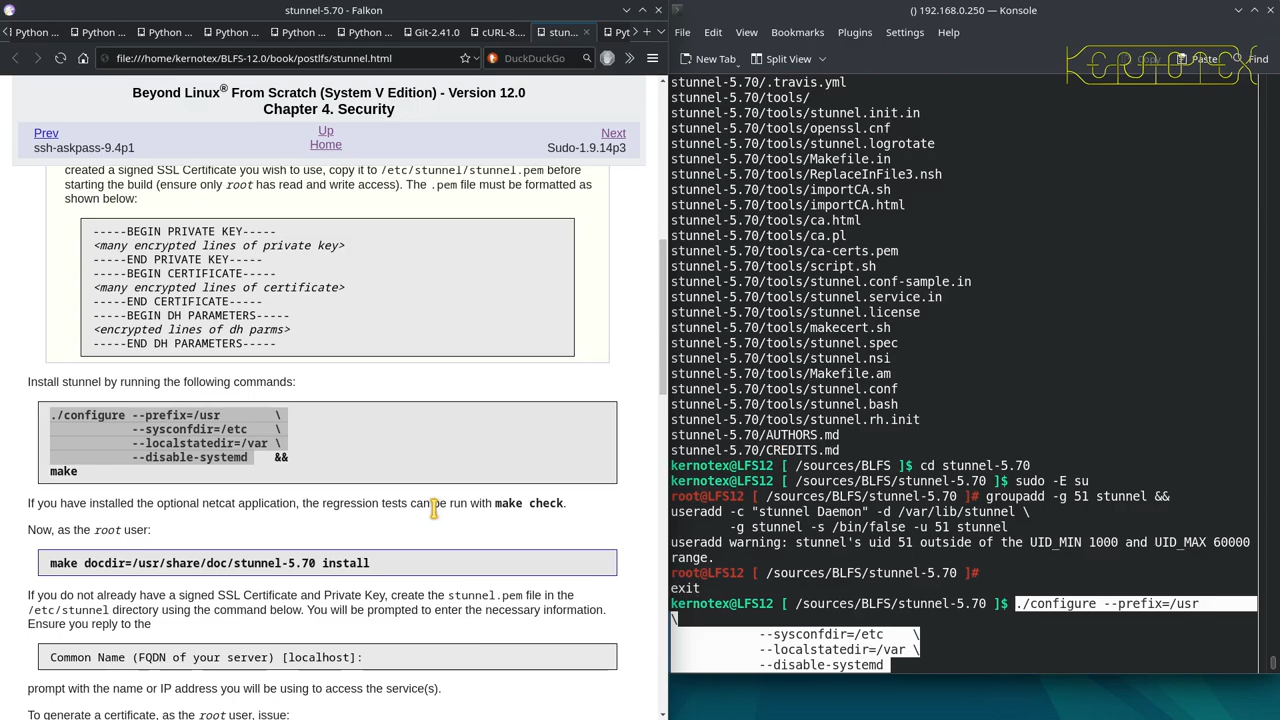 stunnel-5.70 — Falkon
Python ...
Python ...
Python ...
Python ...
Python ...
Git-2.41.0
cURL-8....
stun...
Pyt
file:///home/kernotex/BLFS-12.0/book/postlfs/stunnel.html
DuckDuckGo
Beyond Linux® From Scratch (System V Edition) - Version 12.0
Chapter 4. Security
Prev
Up
Next
ssh-askpass-9.4p1
Home
Sudo-1.9.14p3
created a signed SSL Certificate you wish to use, copy it to /etc/stunnel/stunnel.pem before
starting the build (ensure only root has read and write access). The .pem file must be formatted as
shown below:
-----BEGIN PRIVATE KEY-----
<many encrypted lines of private key>
-----END PRIVATE KEY-----
-----BEGIN CERTIFICATE-----
<many encrypted lines of certificate>
-----END CERTIFICATE-----
-----BEGIN DH PARAMETERS-----
<encrypted lines of dh parms>
-----END DH PARAMETERS-----
Install stunnel by running the following commands:
./configure --prefix=/usr \
--sysconfdir=/etc \
--localstatedir=/var \
--disable-systemd &&
make
If you have installed the optional netcat application, the regression tests can be run with make check.
Now, as the root user:
make docdir=/usr/share/doc/stunnel-5.70 install
If you do not already have a signed SSL Certificate and Private Key, create the stunnel.pem file in the
/etc/stunnel directory using the command below. You will be prompted to enter the necessary information.
Ensure you reply to the
Common Name (FQDN of your server) [localhost]:
prompt with the name or IP address you will be using to access the service(s).
To generate a certificate, as the root user, issue:
() 192.168.0.250 — Konsole
File Edit View Bookmarks Plugins Settings Help
New Tab
Split View
Copy
Paste
Find
KERNOTEX
stunnel-5.70/.travis.yml
stunnel-5.70/tools/
stunnel-5.70/tools/stunnel.init.in
stunnel-5.70/tools/openssl.cnf
stunnel-5.70/tools/stunnel.logrotate
stunnel-5.70/tools/Makefile.in
stunnel-5.70/tools/ReplaceInFile3.nsh
stunnel-5.70/tools/importCA.sh
stunnel-5.70/tools/importCA.html
stunnel-5.70/tools/ca.html
stunnel-5.70/tools/ca.pl
stunnel-5.70/tools/ca-certs.pem
stunnel-5.70/tools/script.sh
stunnel-5.70/tools/stunnel.conf-sample.in
stunnel-5.70/tools/stunnel.service.in
stunnel-5.70/tools/stunnel.license
stunnel-5.70/tools/makecert.sh
stunnel-5.70/tools/stunnel.spec
stunnel-5.70/tools/stunnel.nsi
stunnel-5.70/tools/Makefile.am
stunnel-5.70/tools/stunnel.conf
stunnel-5.70/tools/stunnel.bash
stunnel-5.70/tools/stunnel.rh.init
stunnel-5.70/AUTHORS.md
stunnel-5.70/CREDITS.md
kernotex@LFS12 [ /sources/BLFS ]$ cd stunnel-5.70
kernotex@LFS12 [ /sources/BLFS/stunnel-5.70 ]$ sudo -E su
root@LFS12 [ /sources/BLFS/stunnel-5.70 ]# groupadd -g 51 stunnel &&
useradd -c "stunnel Daemon" -d /var/lib/stunnel \
-g stunnel -s /bin/false -u 51 stunnel
useradd warning: stunnel's uid 51 outside of the UID_MIN 1000 and UID_MAX 60000
range.
root@LFS12 [ /sources/BLFS/stunnel-5.70 ]#
exit
kernotex@LFS12 [ /sources/BLFS/stunnel-5.70 ]$ ./configure --prefix=/usr
\
--sysconfdir=/etc \
--localstatedir=/var \
--disable-systemd